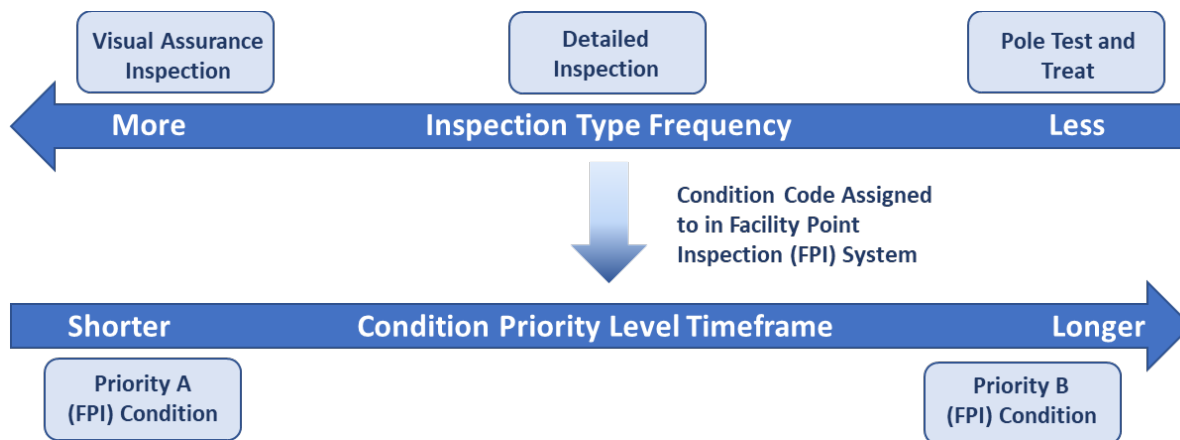 Visual Assurance
Inspection
Detailed
Inspection
Pole Test and
Treat
More
Inspection Type Frequency
Less
Condition Code Assigned
to in Facility Point
Inspection (FPI) System
Shorter
Condition Priority Level Timeframe
Longer
Priority A
(FPI) Condition
Priority B
(FPI) Condition